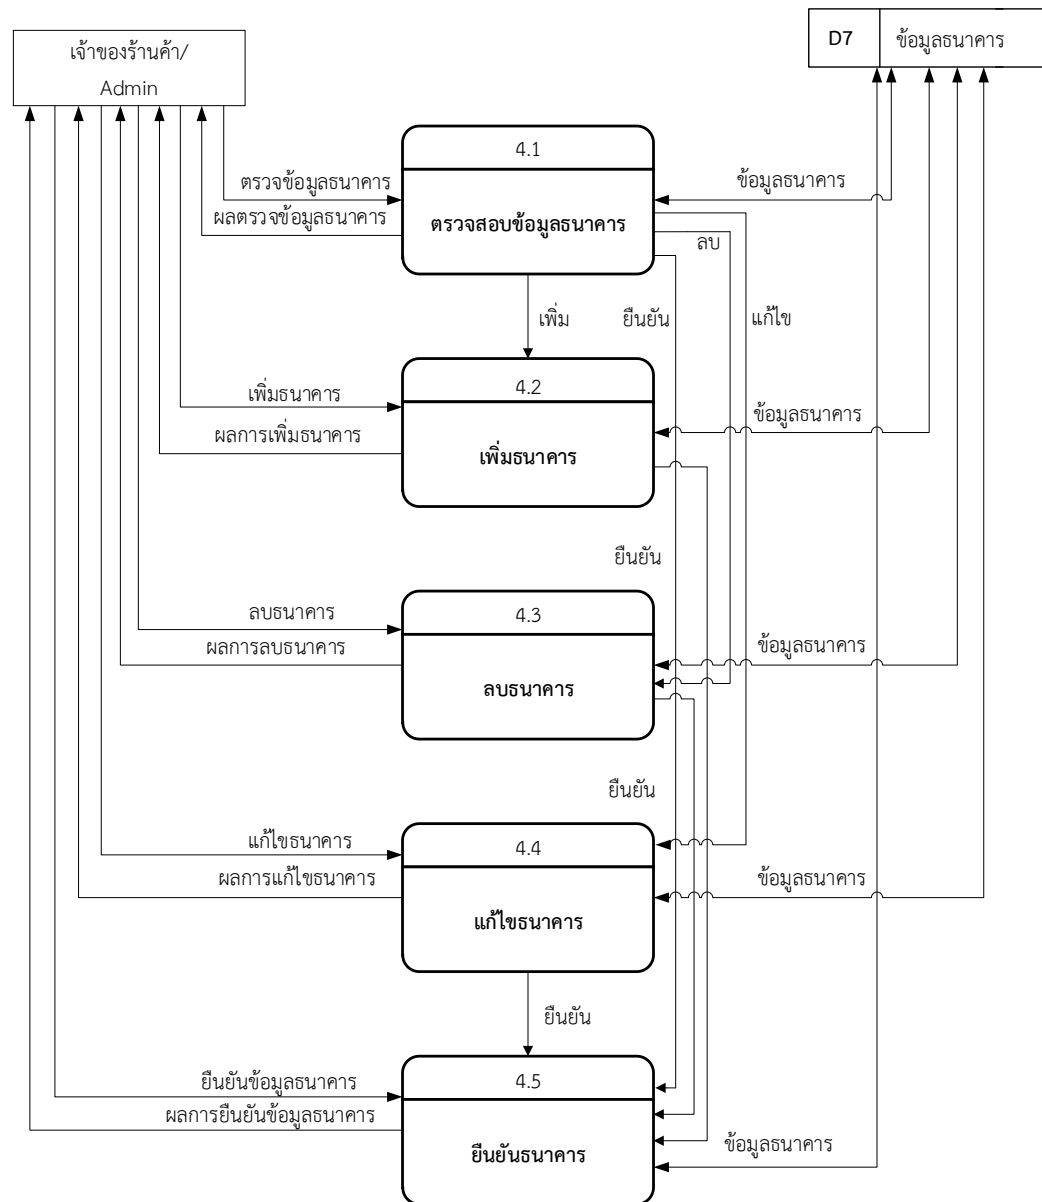 เจ้าของร้านค้า/
Admin
D7
ข้อมูลธนาคาร
4.1
ตรวจสอบข้อมูลธนาคาร
ตรวจข้อมูลธนาคาร
ผลตรวจข้อมูลธนาคาร
ข้อมูลธนาคาร
ลบ
เพิ่ม
ยืนยัน
แก้ไข
4.2
เพิ่มธนาคาร
เพิ่มธนาคาร
ผลการเพิ่มธนาคาร
ข้อมูลธนาคาร
ยืนยัน
4.3
ลบธนาคาร
ลบธนาคาร
ผลการลบธนาคาร
ข้อมูลธนาคาร
ยืนยัน
4.4
แก้ไขธนาคาร
แก้ไขธนาคาร
ผลการแก้ไขธนาคาร
ข้อมูลธนาคาร
ยืนยัน
4.5
ยืนยันธนาคาร
ยืนยันข้อมูลธนาคาร
ผลการยืนยันข้อมูลธนาคาร
ข้อมูลธนาคาร